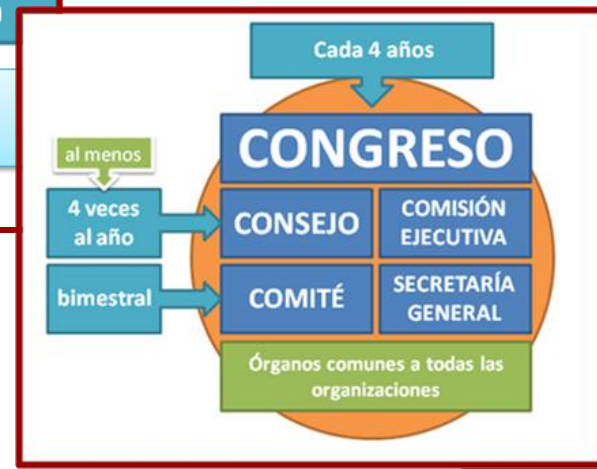 Cada 4 años
CONGRESO
al menos
4 veces
al año
CONSEJO
COMISIÓN
EJECUTIVA
bimestral
COMITÉ
SECRETARÍA
GENERAL
Órganos comunes a todas las
organizaciones